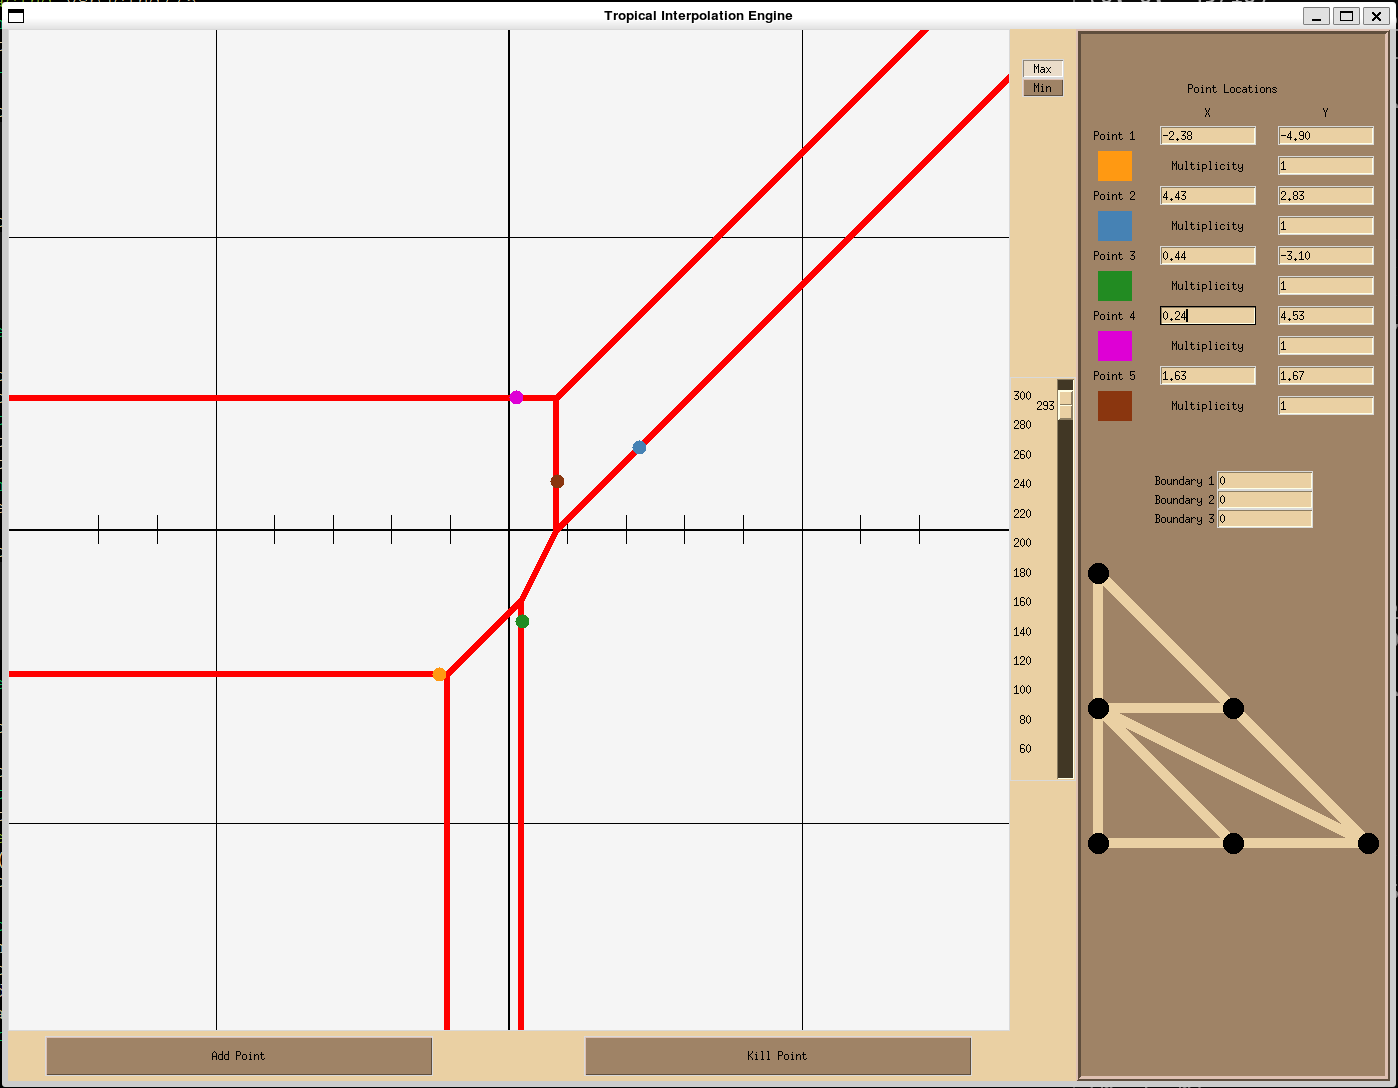 Tropical Interpolation Engine
Max
Min
Point Locations
X Y
Point 1 -2.38 -4.90
Multiplicity 1
Point 2 4.43 2.83
Multiplicity 1
Point 3 0.44 -3.10
Multiplicity 1
Point 4 0.24 4.53
Multiplicity 1
Point 5 1.63 1.67
Multiplicity 1
300
293
280
260
240
220
200
180
160
140
120
100
80
60
Boundary 1 0
Boundary 2 0
Boundary 3 0
Add Point
Kill Point